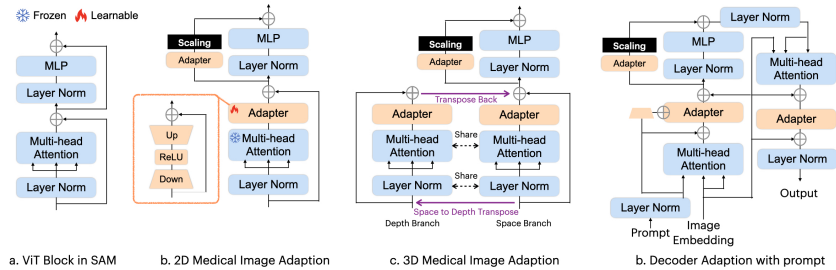 Frozen
Learnable
MLP
Layer Norm
Multi-head
Attention
Layer Norm
a. ViT Block in SAM
Scaling
Adapter
MLP
Layer Norm
Adapter
Multi-head
Attention
Layer Norm
Up
ReLU
Down
b. 2D Medical Image Adaption
Scaling
Adapter
MLP
Layer Norm
Transpose Back
Adapter
Adapter
Multi-head
Attention
Share
Multi-head
Attention
Layer Norm
Share
Layer Norm
Space to Depth Transpose
Depth Branch
Space Branch
c. 3D Medical Image Adaption
Layer Norm
Scaling
Adapter
MLP
Layer Norm
Multi-head
Attention
Adapter
Adapter
Multi-head
Attention
Layer Norm
Output
Layer Norm
Prompt
Image
Embedding
b. Decoder Adaption with prompt